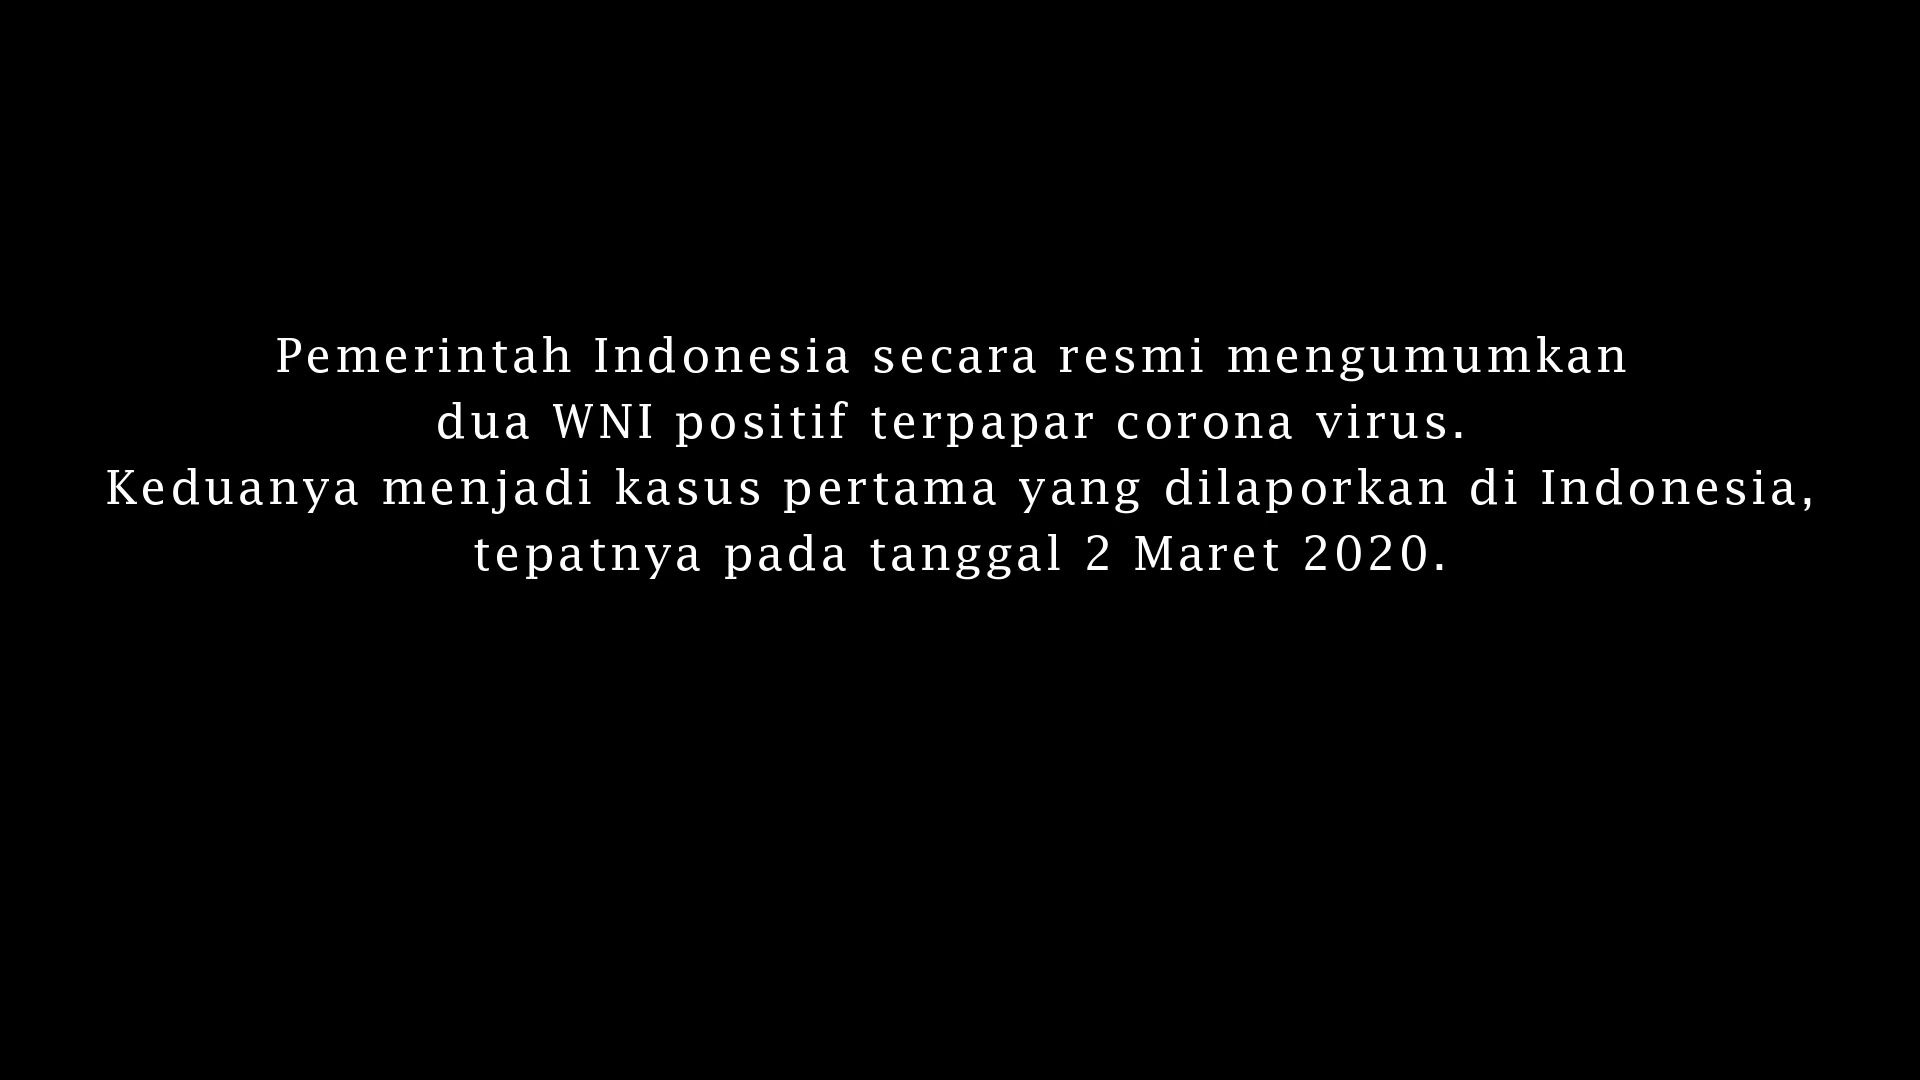 Pemerintah Indonesia secara resmi mengumumkan
dua WNI positif terpapar corona virus.
Keduanya menjadi kasus pertama yang dilaporkan di Indonesia,
tepatnya pada tanggal 2 Maret 2020.